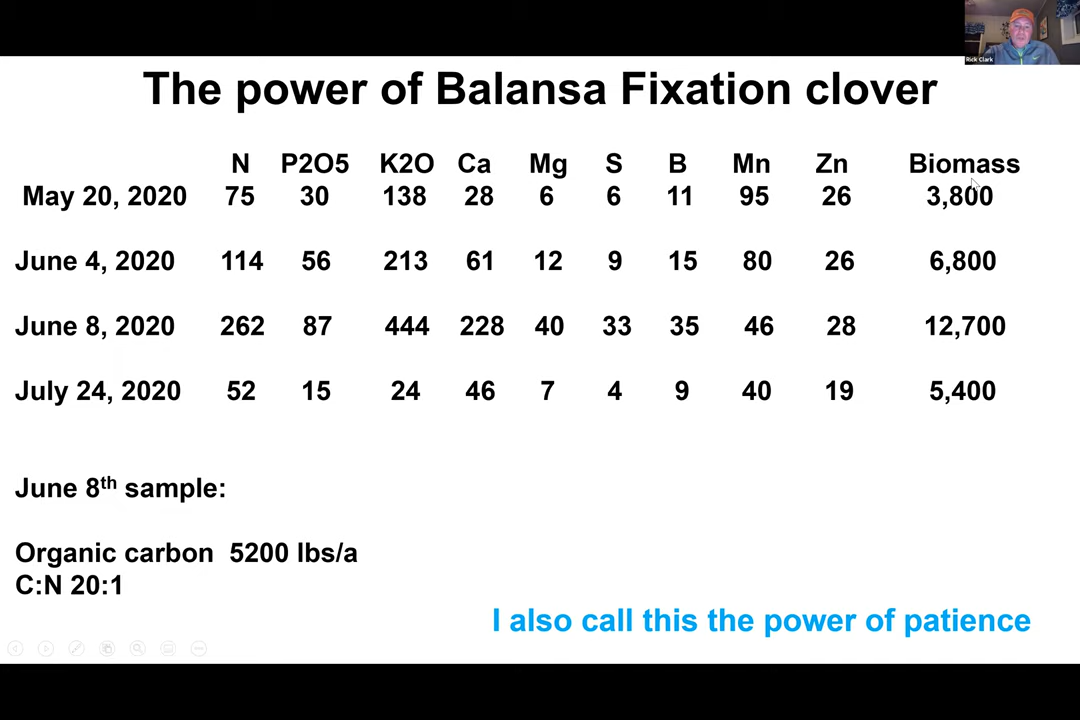 Rick Clark
The power of Balansa Fixation clover
N P2O5 K2O Ca Mg S B Mn Zn Biomass
May 20, 2020 75 30 138 28 6 6 11 95 26 3,800
June 4, 2020 114 56 213 61 12 9 15 80 26 6,800
June 8, 2020 262 87 444 228 40 33 35 46 28 12,700
July 24, 2020 52 15 24 46 7 4 9 40 19 5,400
June 8th sample:
Organic carbon 5200 lbs/a
C:N 20:1
I also call this the power of patience